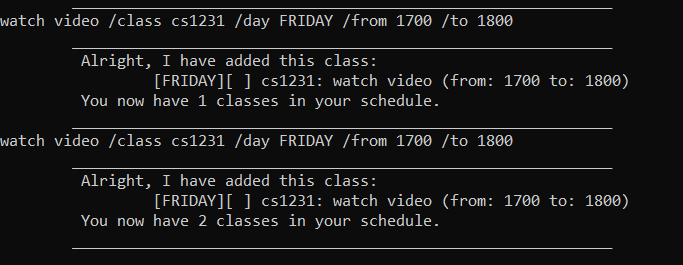 watch video /class cs1231 /day FRIDAY /from 1700 /to 1800
Alright, I have added this class:
[FRIDAY][ ] cs1231: watch video (from: 1700 to: 1800)
You now have 1 classes in your schedule.
watch video /class cs1231 /day FRIDAY /from 1700 /to 1800
Alright, I have added this class:
[FRIDAY][ ] cs1231: watch video (from: 1700 to: 1800)
You now have 2 classes in your schedule.